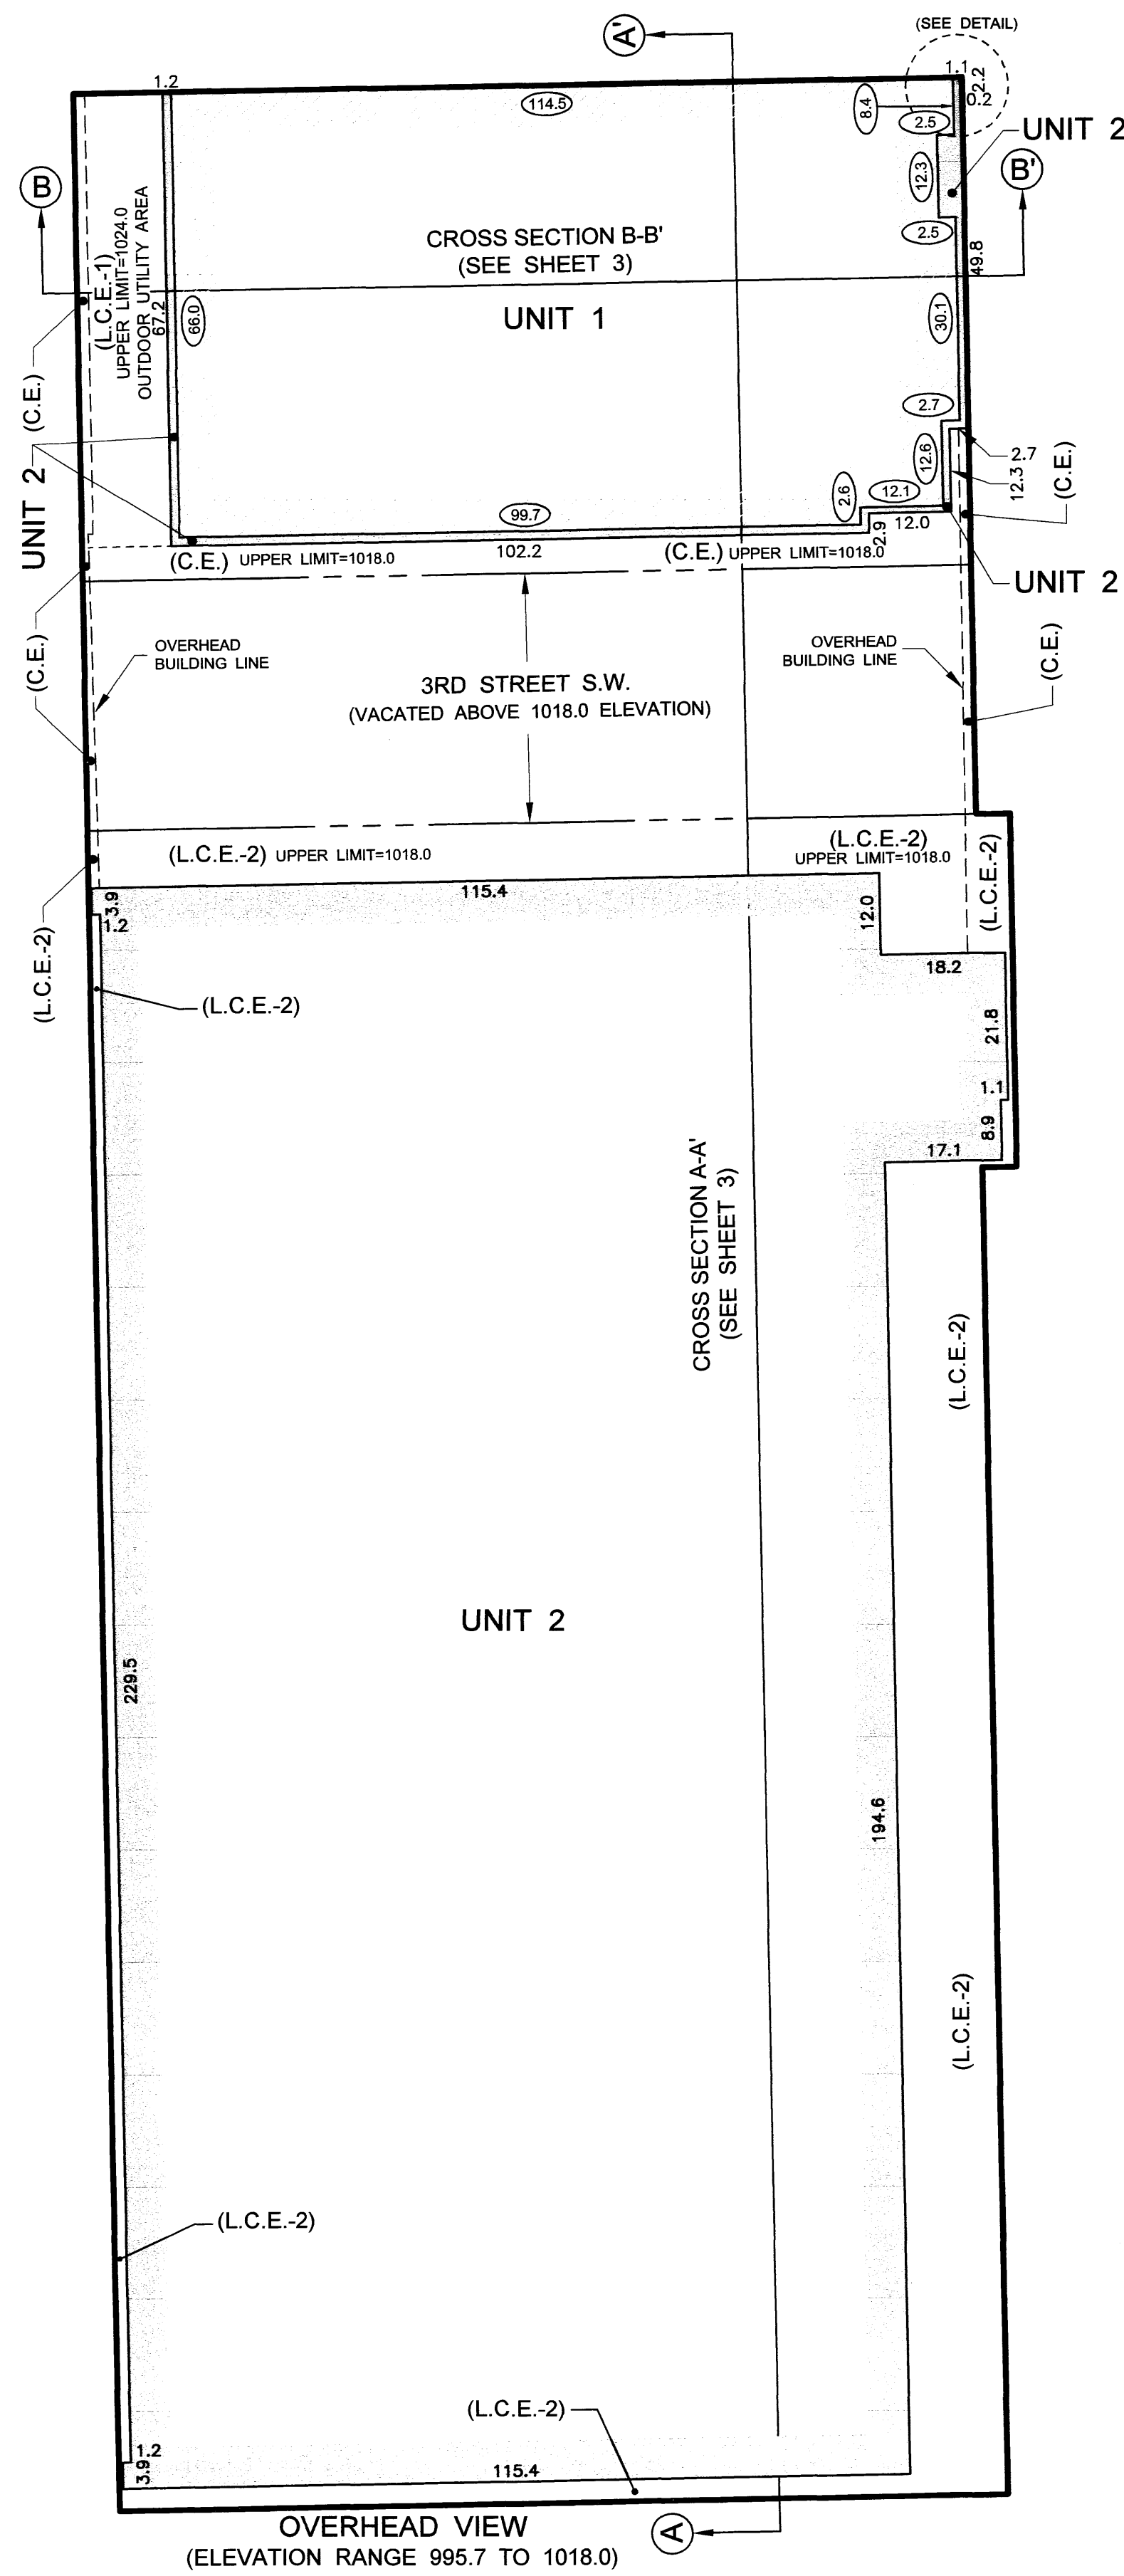 (SEE DETAIL)
A'
1.2
1.1
2.2
0.2
114.5
8.4
2.5
UNIT 2
B
B'
12.3
(L.C.E.-1)
UPPER LIMIT=1024.0
OUTDOOR UTILITY AREA
CROSS SECTION B-B'
(SEE SHEET 3)
2.5
49.8
67.2
66.0
UNIT 1
30.1
(C.E.)
2.7
UNIT 2
12.6
2.7
12.3
(C.E.)
2.6
12.1
99.7
12.0
2.9
102.2
(C.E.) UPPER LIMIT=1018.0
(C.E.) UPPER LIMIT=1018.0
UNIT 2
(C.E.)
OVERHEAD
BUILDING LINE
OVERHEAD
BUILDING LINE
(C.E.)
3RD STREET S.W.
(VACATED ABOVE 1018.0 ELEVATION)
(L.C.E.-2) UPPER LIMIT=1018.0
(L.C.E.-2)
UPPER LIMIT=1018.0
(L.C.E.-2)
3.9
115.4
12.0
1.2
(L.C.E.-2)
18.2
(L.C.E.-2)
21.8
1.1
8.9
17.1
CROSS SECTION A-A'
(SEE SHEET 3)
(L.C.E.-2)
UNIT 2
229.5
194.6
(L.C.E.-2)
(L.C.E.-2)
(L.C.E.-2)
1.2
3.9
115.4
OVERHEAD VIEW
(ELEVATION RANGE 995.7 TO 1018.0)
A